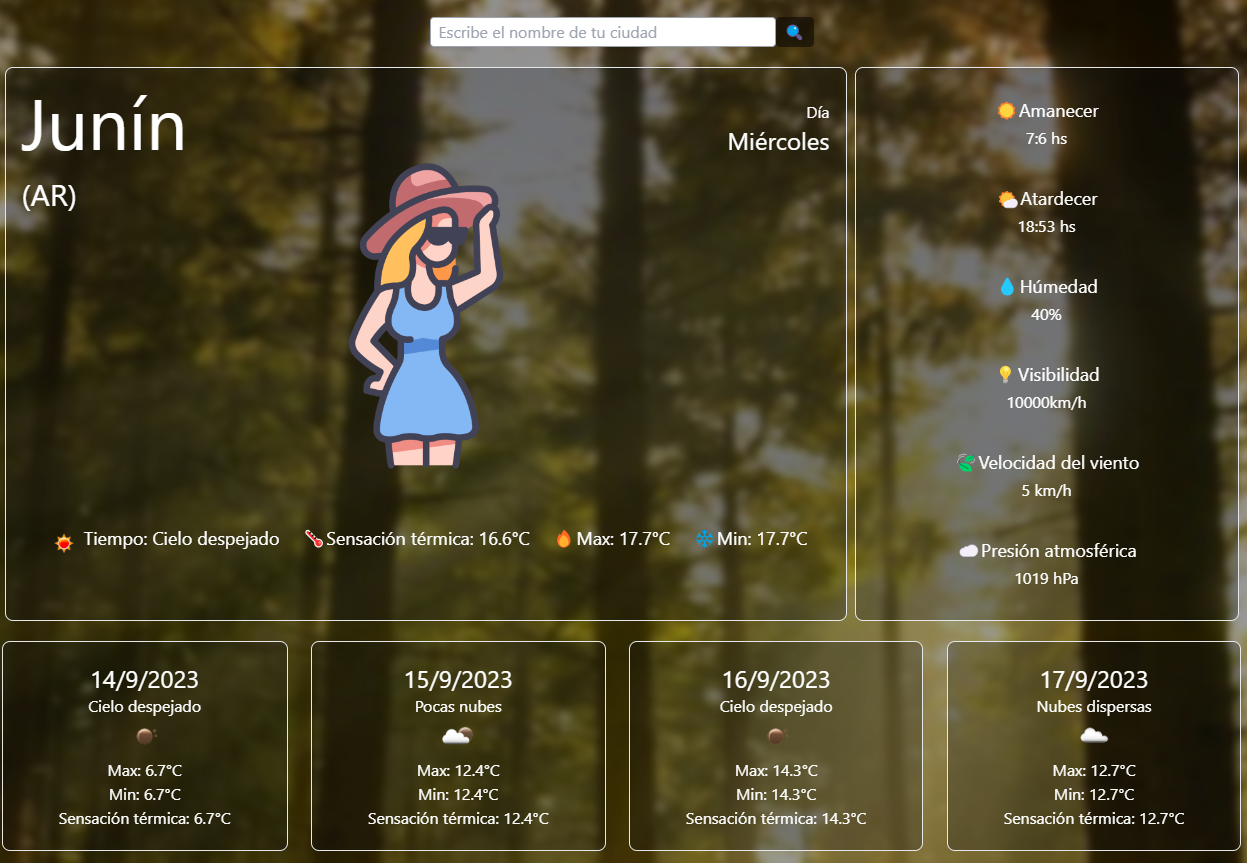 Escribe el nombre de tu ciudad
Junín
(AR)
Día
Miércoles
Tiempo: Cielo despejado
Sensación térmica: 16.6°C
Max: 17.7°C
Min: 17.7°C
Amanecer
7:6 hs
Atardecer
18:53 hs
Húmedad
40%
Visibilidad
10000km/h
Velocidad del viento
5 km/h
Presión atmosférica
1019 hPa
14/9/2023
Cielo despejado
Max: 6.7°C
Min: 6.7°C
Sensación térmica: 6.7°C
15/9/2023
Pocas nubes
Max: 12.4°C
Min: 12.4°C
Sensación térmica: 12.4°C
16/9/2023
Cielo despejado
Max: 14.3°C
Min: 14.3°C
Sensación térmica: 14.3°C
17/9/2023
Nubes dispersas
Max: 12.7°C
Min: 12.7°C
Sensación térmica: 12.7°C